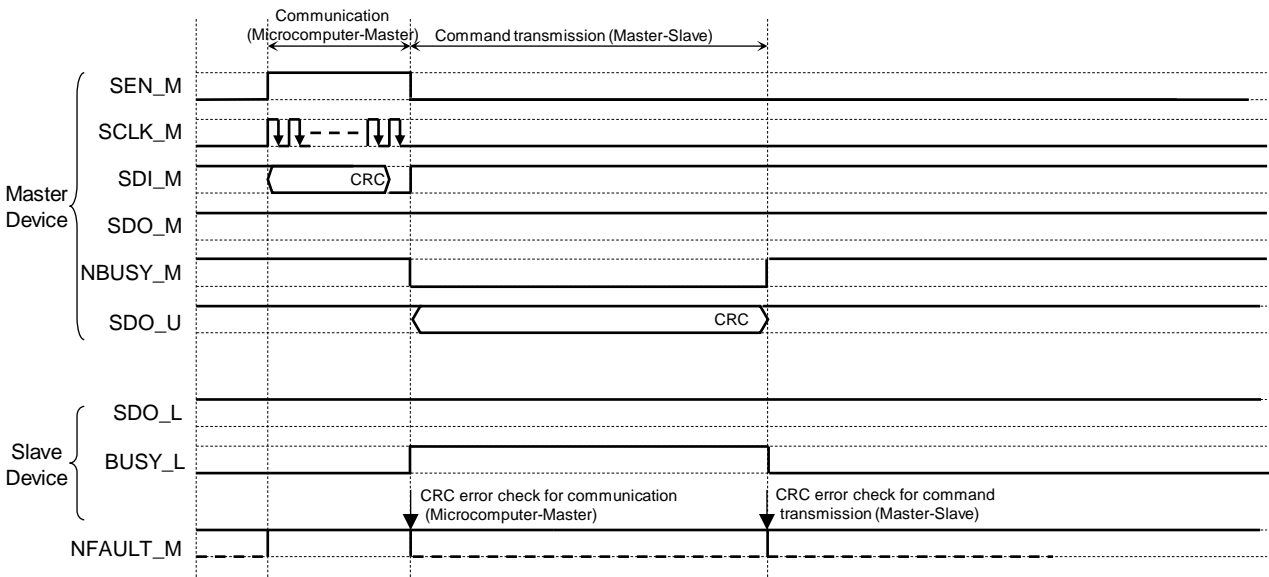 Communication
(Microcomputer-Master)
Command transmission (Master-Slave)
SEN_M
SCLK_M
SDI_M
CRC
Master
Device
SDO_M
NBUSY_M
SDO_U
CRC
SDO_L
Slave
Device
BUSY_L
CRC error check for communication
(Microcomputer-Master)
CRC error check for command
transmission (Master-Slave)
NFAULT_M